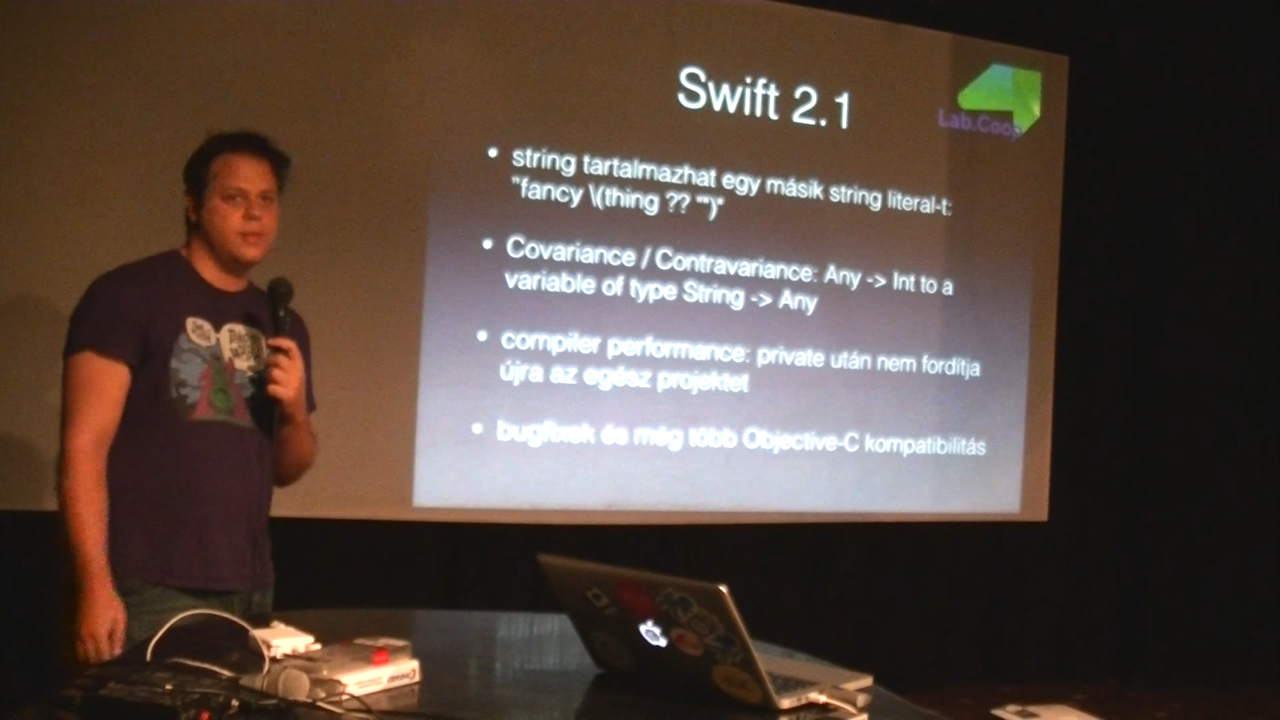 Swift 2.1
Lab.Coop
• string tartalmazhat egy másik string literal-t:
"fancy \(thing ?? "")"
• Covariance / Contravariance: Any -> Int to a
variable of type String -> Any
• compiler performance: private után nem fordítja
újra az egész projektet
• bugfixek és még több Objective-C kompatibilitás